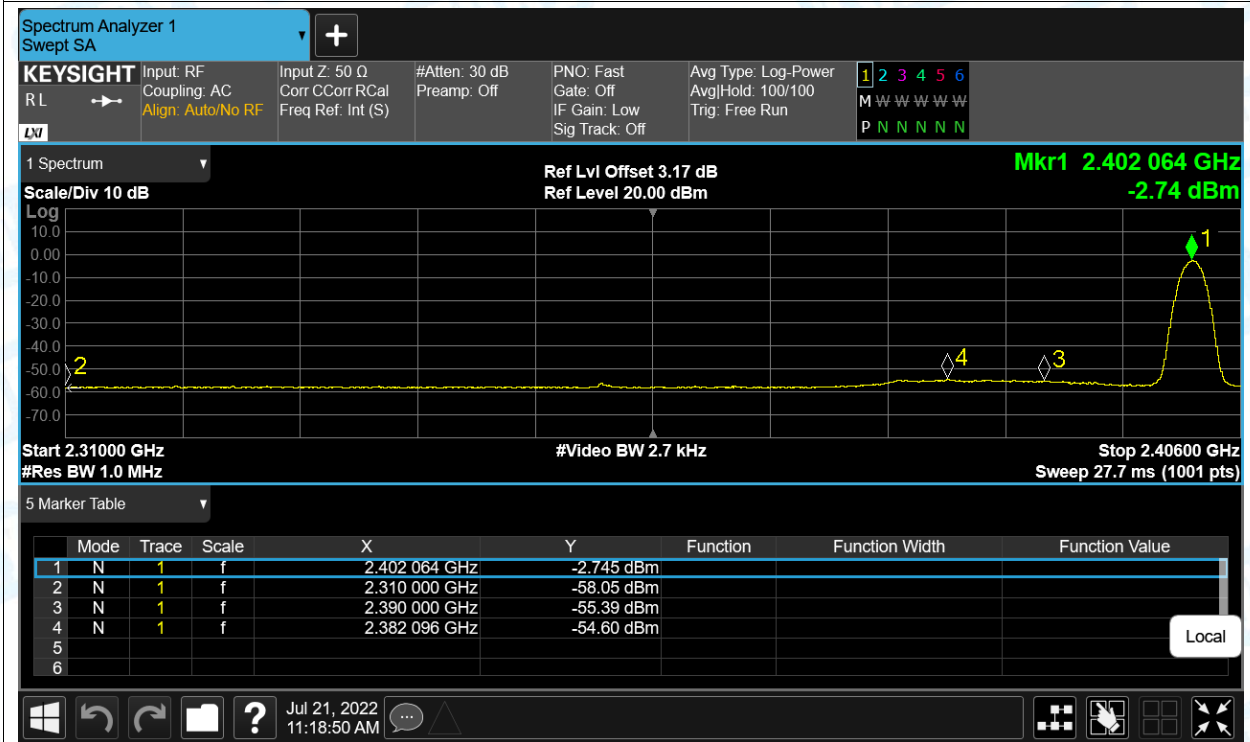 Spectrum Analyzer 1
Swept SA
+
KEYSIGHT
R L
LXI
Input: RF
Coupling: AC
Align: Auto/No RF
Input Z: 50 Ω
Corr CCorr RCal
Freq Ref: Int (S)
#Atten: 30 dB
Preamp: Off
PNO: Fast
Gate: Off
IF Gain: Low
Sig Track: Off
Avg Type: Log-Power
Avg|Hold: 100/100
Trig: Free Run
1 2 3 4 5 6
M W W W W W
P N N N N N
1 Spectrum
Scale/Div 10 dB
Ref Lvl Offset 3.17 dB
Ref Level 20.00 dBm
Mkr1 2.402 064 GHz
-2.74 dBm
Log
10.0
0.00
-10.0
-20.0
-30.0
-40.0
-50.0
-60.0
-70.0
1
2
4
3
Start 2.31000 GHz
#Video BW 2.7 kHz
Stop 2.40600 GHz
#Res BW 1.0 MHz
Sweep 27.7 ms (1001 pts)
5 Marker Table
Mode Trace Scale X Y Function Function Width Function Value
1 N 1 f 2.402 064 GHz -2.745 dBm
2 N 1 f 2.310 000 GHz -58.05 dBm
3 N 1 f 2.390 000 GHz -55.39 dBm
4 N 1 f 2.382 096 GHz -54.60 dBm
5
6
Local
?
Jul 21, 2022
11:18:50 AM